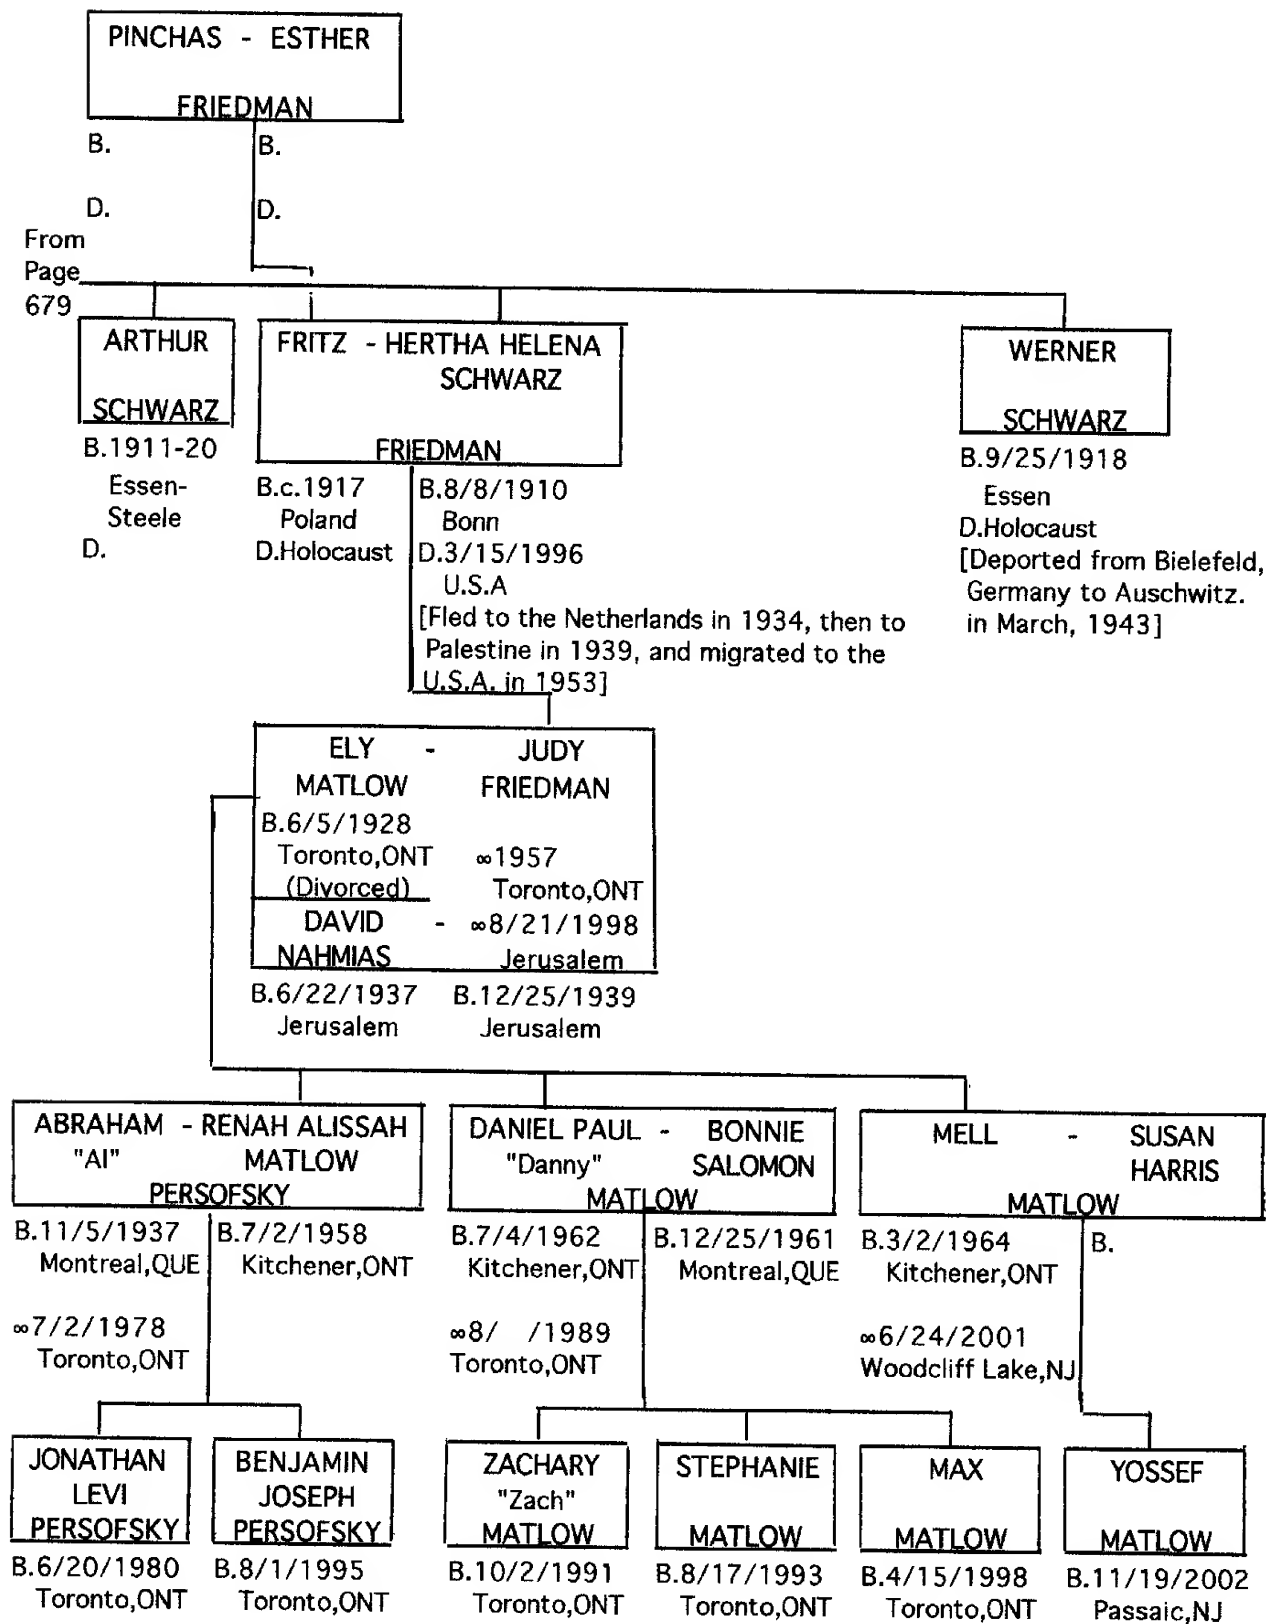 PINCHAS - ESTHER
FRIEDMAN
B. B.
D. D.
From
Page
679
ARTHUR
SCHWARZ
B.1911-20
Essen-
Steele
D.
FRITZ - HERTHA HELENA
SCHWARZ
FRIEDMAN
B.c.1917
Poland
D.Holocaust
B.8/8/1910
Bonn
D.3/15/1996
U.S.A
[Fled to the Netherlands in 1934, then to
Palestine in 1939, and migrated to the
U.S.A. in 1953]
WERNER
SCHWARZ
B.9/25/1918
Essen
D.Holocaust
[Deported from Bielefeld,
Germany to Auschwitz.
in March, 1943]
ELY - JUDY
MATLOW FRIEDMAN
B.6/5/1928
Toronto,ONT ∞1957
(Divorced) Toronto,ONT
DAVID - ∞8/21/1998
NAHMIAS Jerusalem
B.6/22/1937 B.12/25/1939
Jerusalem Jerusalem
ABRAHAM - RENAH ALISSAH
"Al" MATLOW
PERSOFSKY
B.11/5/1937 B.7/2/1958
Montreal,QUE Kitchener,ONT
∞7/2/1978
Toronto,ONT
DANIEL PAUL - BONNIE
"Danny" SALOMON
MATLOW
B.7/4/1962 B.12/25/1961
Kitchener,ONT Montreal,QUE
∞8/ /1989
Toronto,ONT
MELL - SUSAN
HARRIS
MATLOW
B.3/2/1964 B.
Kitchener,ONT
∞6/24/2001
Woodcliff Lake,NJ
JONATHAN
LEVI
PERSOFSKY
B.6/20/1980
Toronto,ONT
BENJAMIN
JOSEPH
PERSOFSKY
B.8/1/1995
Toronto,ONT
ZACHARY
"Zach"
MATLOW
B.10/2/1991
Toronto,ONT
STEPHANIE
MATLOW
B.8/17/1993
Toronto,ONT
MAX
MATLOW
B.4/15/1998
Toronto,ONT
YOSSEF
MATLOW
B.11/19/2002
Passaic,NJ